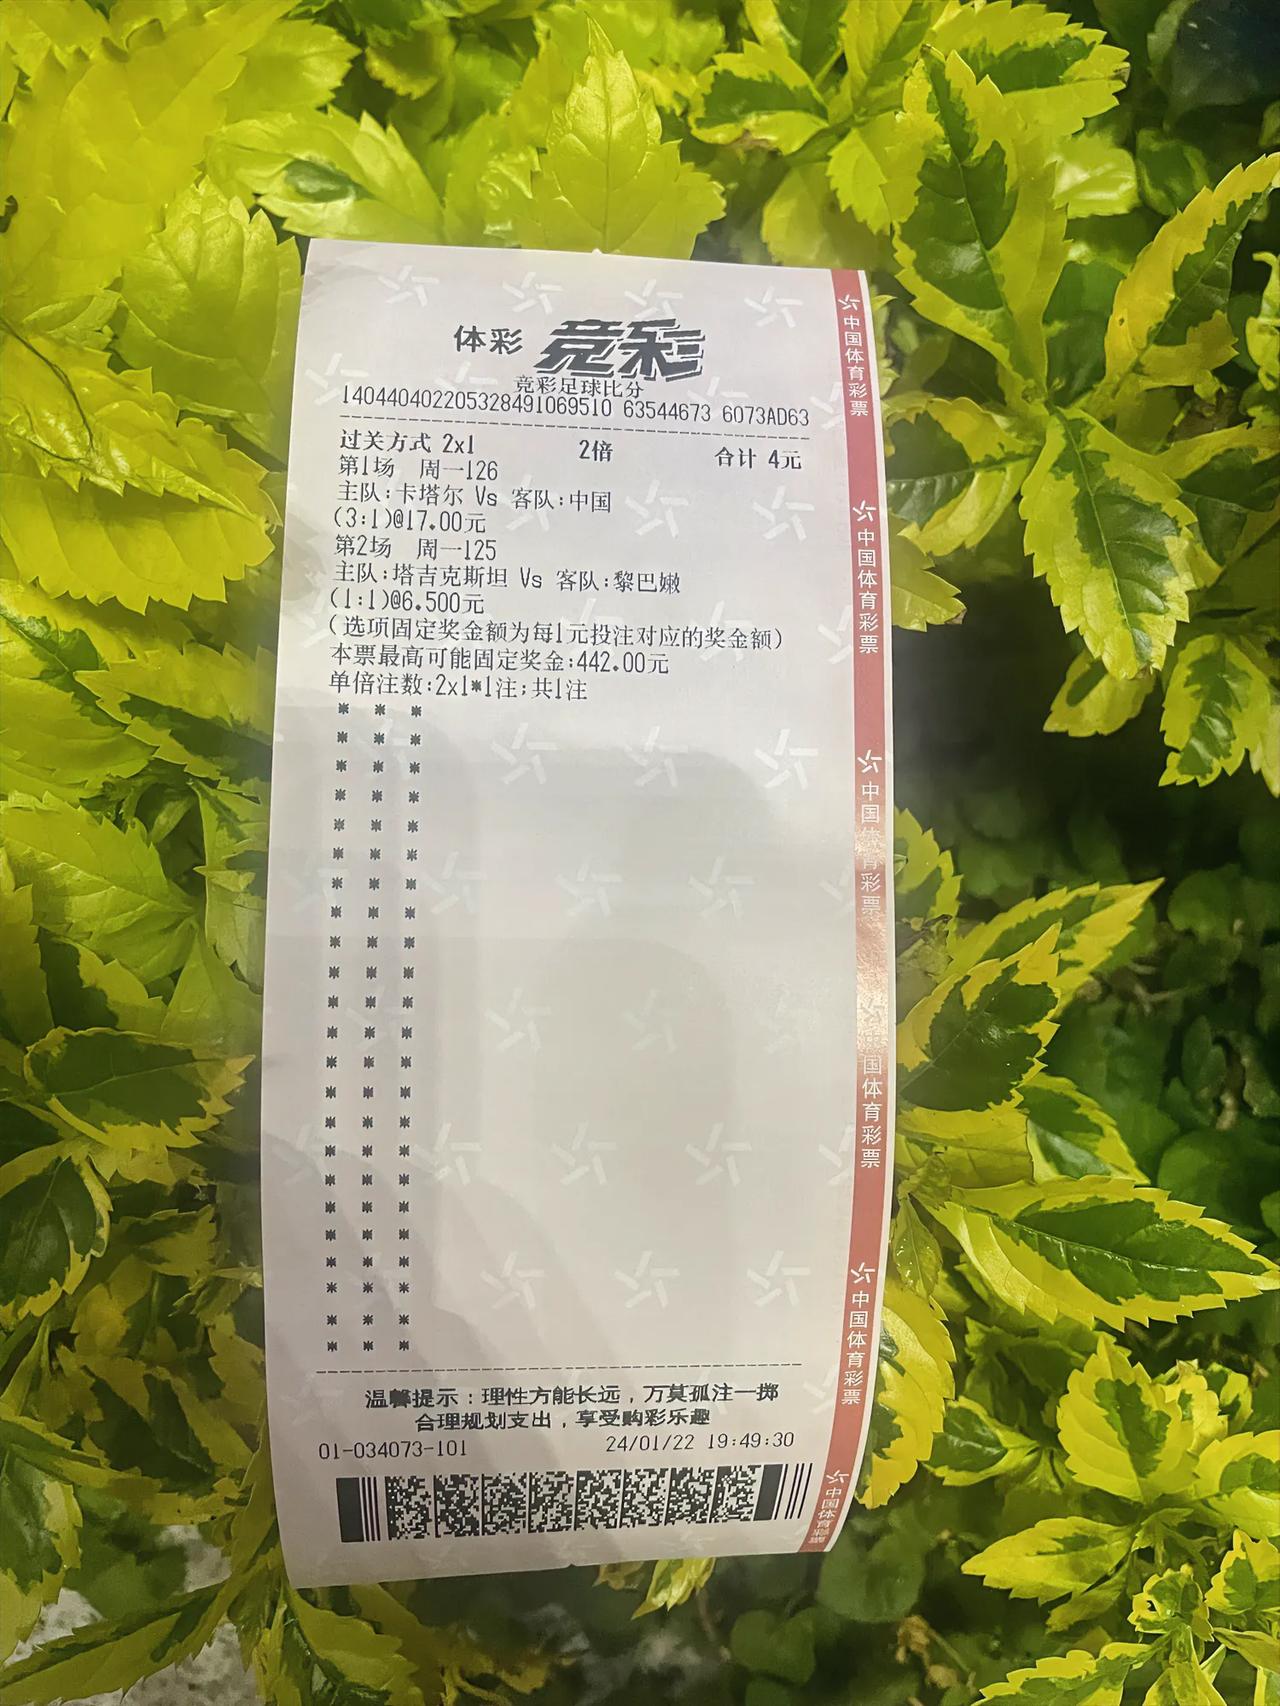 体彩 竞彩
竞彩足球比分
140440402205328491069510 63544673 6073AD63
过关方式 2x1 2倍 合计 4元
第1场 周一126
主队:卡塔尔 Vs 客队:中国
(3:1)@17.00元
第2场 周一125
主队:塔吉克斯坦 Vs 客队:黎巴嫩
(1:1)@6.500元
(选项固定奖金额为每1元投注对应的奖金额)
本票最高可能固定奖金:442.00元
单倍注数:2x1*1注;共1注
温馨提示：理性方能长远，万莫孤注一掷
合理规划支出，享受购彩乐趣
01-034073-101 24/01/22 19:49:30
中国体育彩票
中国体育彩票
中国体育彩票
中国体育彩票
中国体育彩票
中国体育彩票